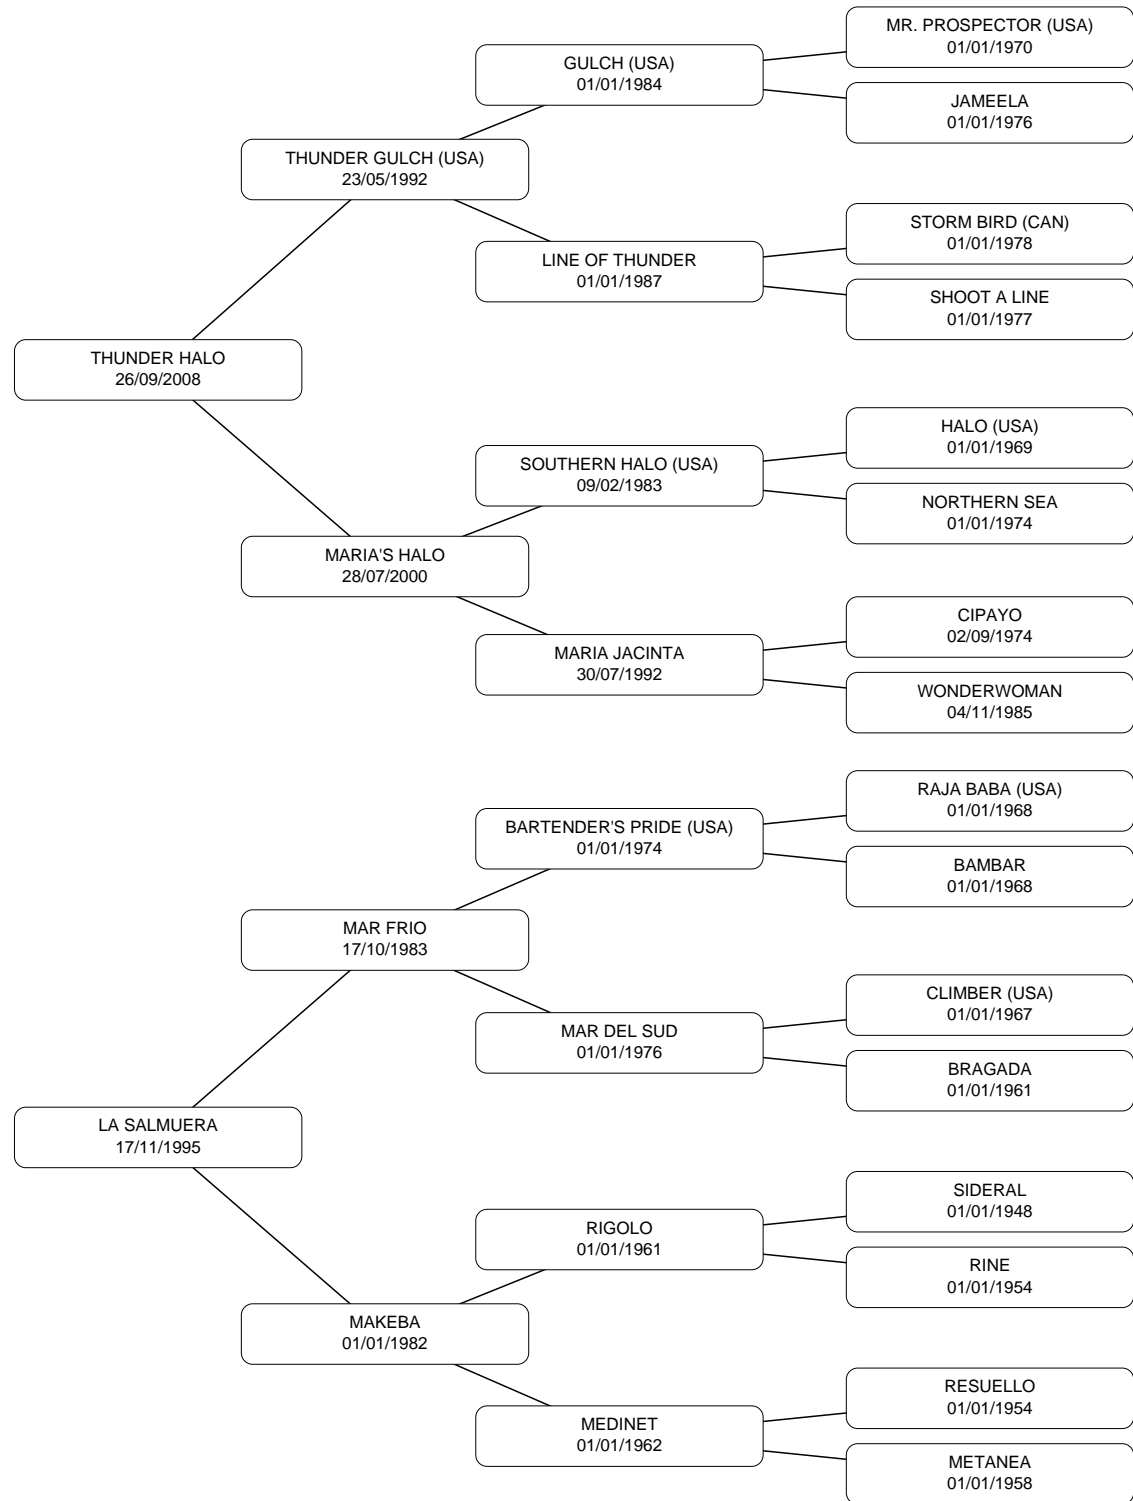 MR. PROSPECTOR (USA)
01/01/1970
GULCH (USA)
01/01/1984
JAMEELA
01/01/1976
THUNDER GULCH (USA)
23/05/1992
STORM BIRD (CAN)
01/01/1978
LINE OF THUNDER
01/01/1987
SHOOT A LINE
01/01/1977
THUNDER HALO
26/09/2008
HALO (USA)
01/01/1969
SOUTHERN HALO (USA)
09/02/1983
NORTHERN SEA
01/01/1974
MARIA'S HALO
28/07/2000
CIPAYO
02/09/1974
MARIA JACINTA
30/07/1992
WONDERWOMAN
04/11/1985
RAJA BABA (USA)
01/01/1968
BARTENDER'S PRIDE (USA)
01/01/1974
BAMBAR
01/01/1968
MAR FRIO
17/10/1983
CLIMBER (USA)
01/01/1967
MAR DEL SUD
01/01/1976
BRAGADA
01/01/1961
LA SALMUERA
17/11/1995
SIDERAL
01/01/1948
RIGOLO
01/01/1961
RINE
01/01/1954
MAKEBA
01/01/1982
RESUELLO
01/01/1954
MEDINET
01/01/1962
METANEA
01/01/1958